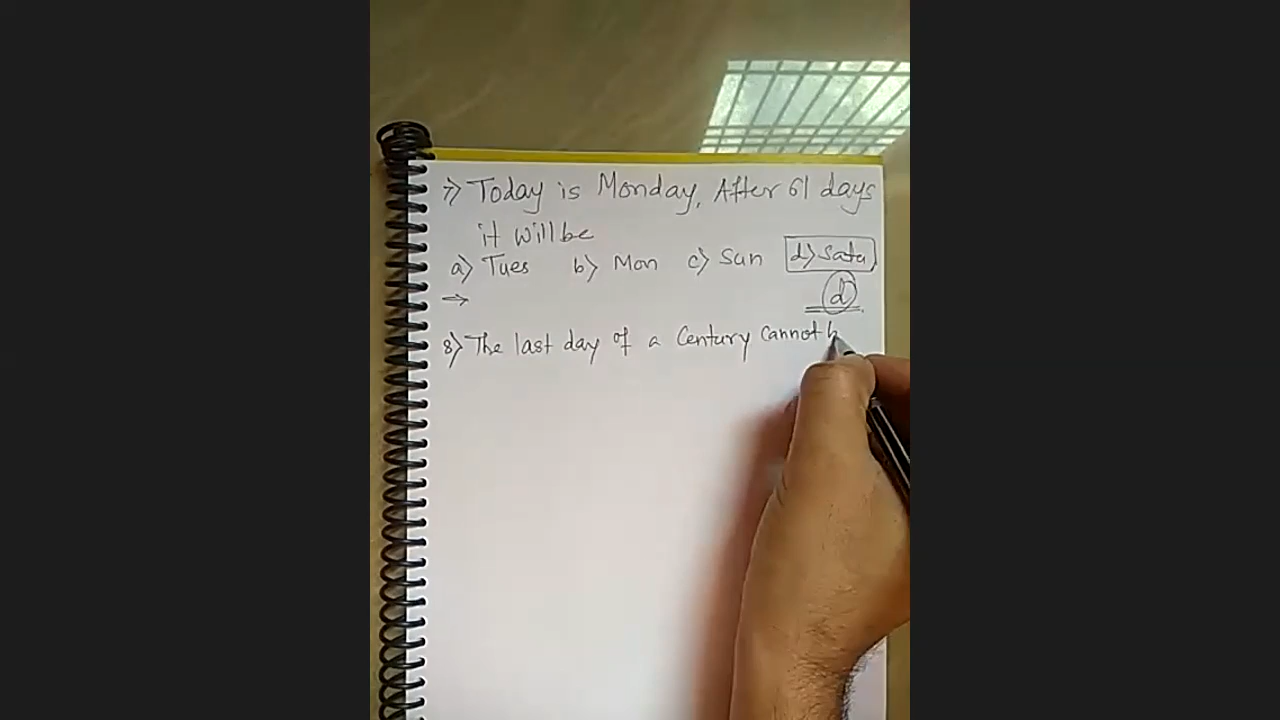 7) Today is Monday, After 61 days
it will be
a) Tues b) Mon c) Sun d) Satu
⇒ d
8) The last day of a Century cannot b